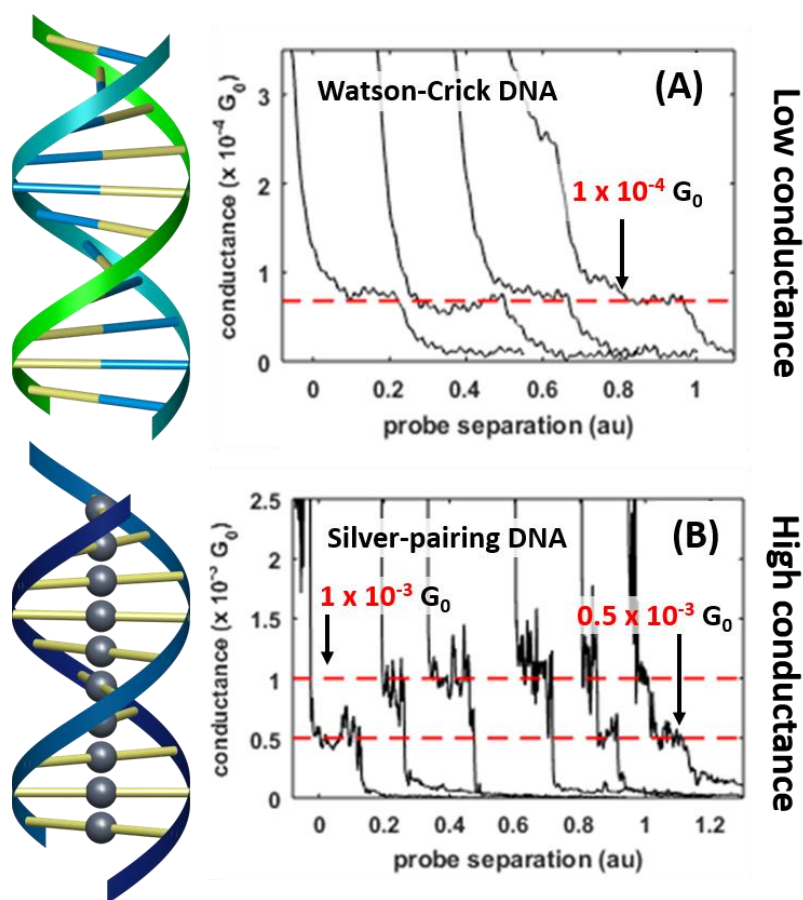 Watson-Crick DNA
(A)
1 x 10⁻⁴ G₀
conductance (x 10⁻⁴ G₀)
3
2
1
0
0 0.2 0.4 0.6 0.8 1
probe separation (au)
Low conductance
Silver-pairing DNA
(B)
1 x 10⁻³ G₀
0.5 x 10⁻³ G₀
conductance (x 10⁻³ G₀)
2.5
2
1.5
1
0.5
0
0 0.2 0.4 0.6 0.8 1 1.2
probe separation (au)
High conductance